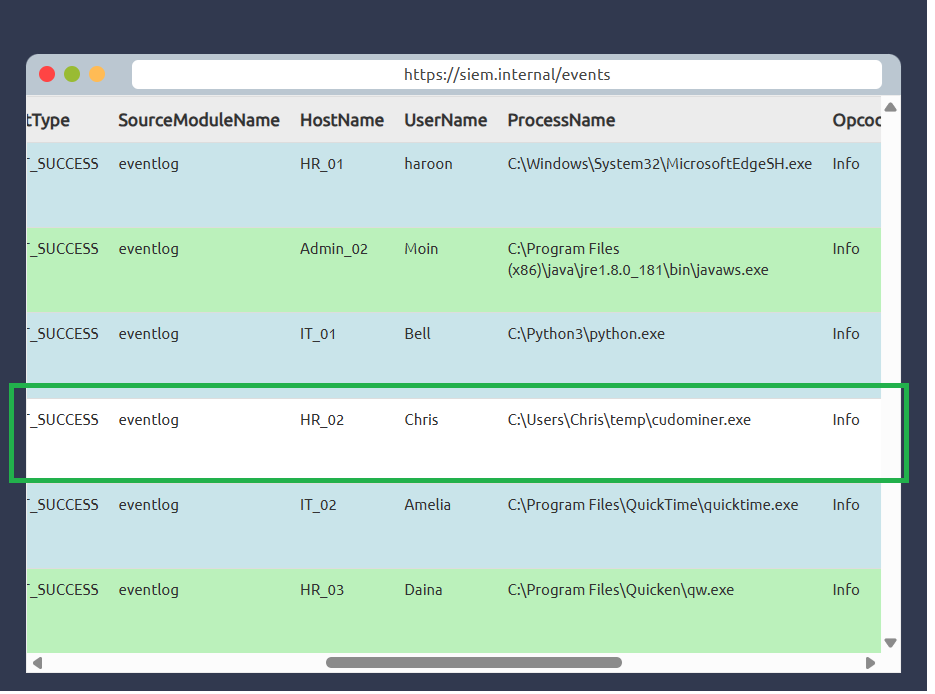 https://siem.internal/events
tType SourceModuleName HostName UserName ProcessName Opcod
T_SUCCESS eventlog HR_01 haroon C:\Windows\System32\MicrosoftEdgeSH.exe Info
T_SUCCESS eventlog Admin_02 Moin C:\Program Files Info
(x86)\java\jre1.8.0_181\bin\javaws.exe
T_SUCCESS eventlog IT_01 Bell C:\Python3\python.exe Info
T_SUCCESS eventlog HR_02 Chris C:\Users\Chris\temp\cudominer.exe Info
T_SUCCESS eventlog IT_02 Amelia C:\Program Files\QuickTime\quicktime.exe Info
T_SUCCESS eventlog HR_03 Daina C:\Program Files\Quicken\qw.exe Info